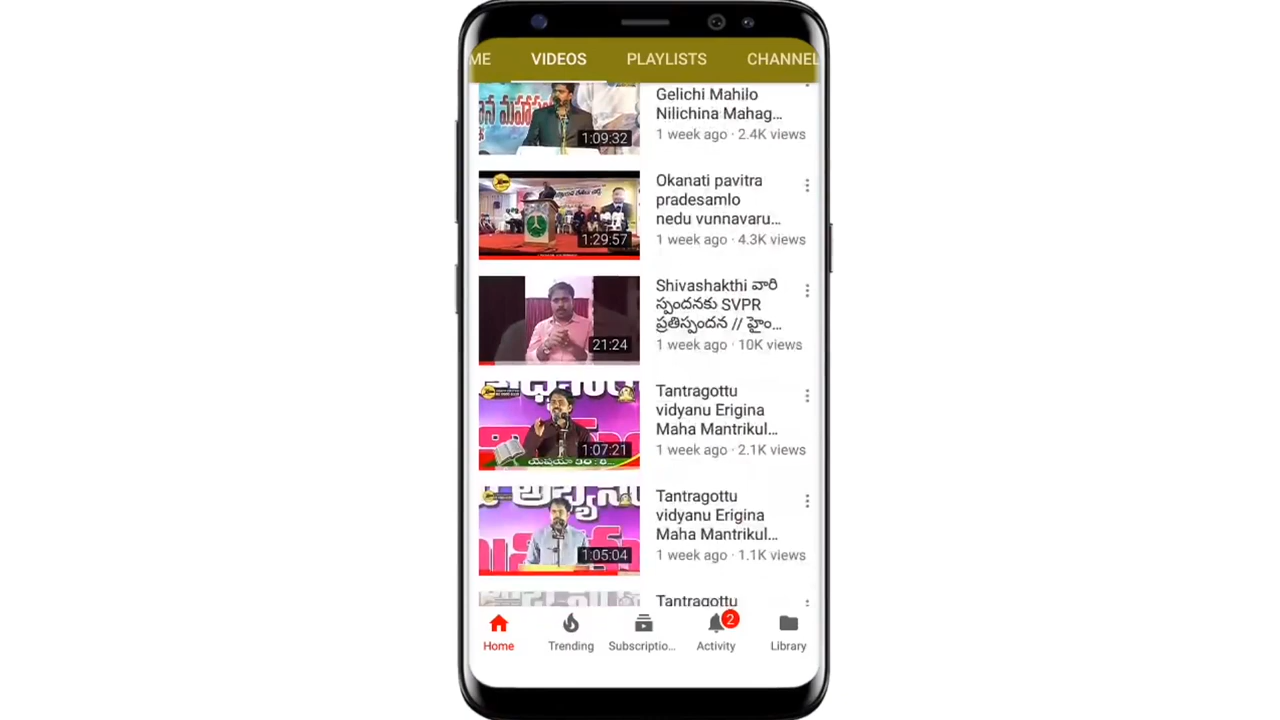 ME VIDEOS PLAYLISTS CHANNEL
Gelichi Mahilo
Nilichina Mahag...
1 week ago · 2.4K views
1:09:32
Okanati pavitra
pradesamlo
nedu vunnavaru...
1 week ago · 4.3K views
1:29:57
Shivashakthi వారి
స్పందనకు SVPR
ప్రతిస్పందన // హైం...
1 week ago · 10K views
21:24
Tantragottu
vidyanu Erigina
Maha Mantrikul...
1 week ago · 2.1K views
1:07:21
Tantragottu
vidyanu Erigina
Maha Mantrikul...
1 week ago · 1.1K views
1:05:04
Tantragottu
2
Home Trending Subscriptio... Activity Library